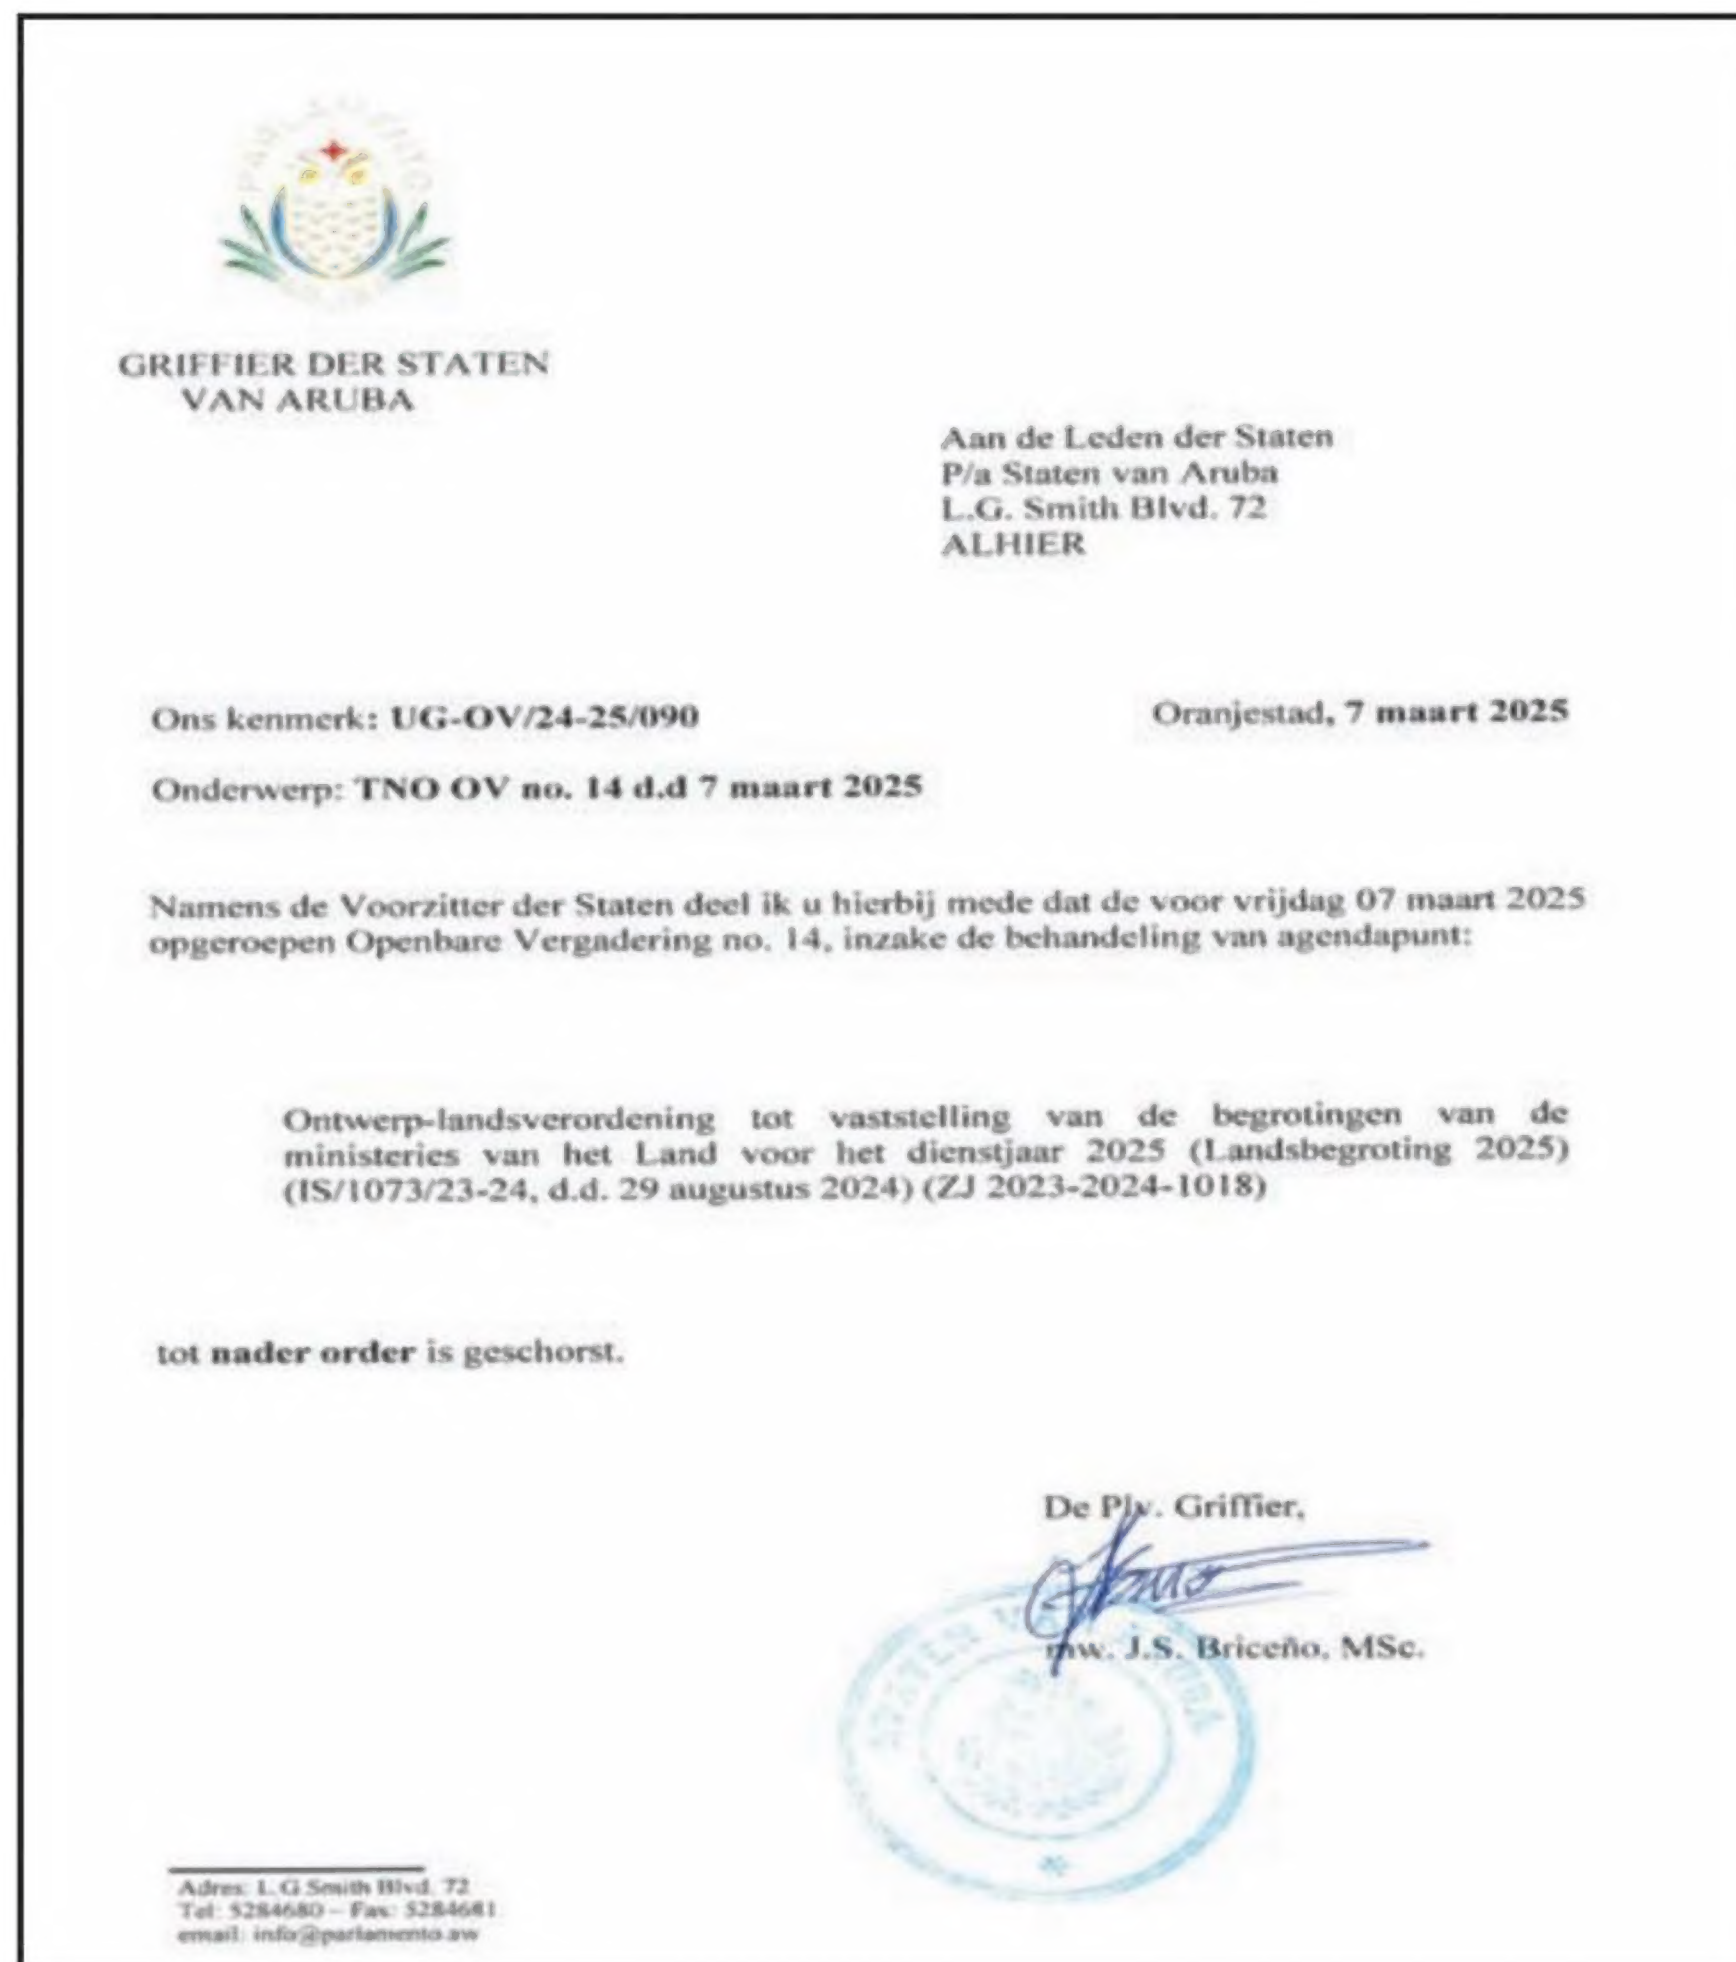 PARLAMENTO
GRIFFIER DER STATEN
VAN ARUBA
Aan de Leden der Staten
P/a Staten van Aruba
L.G. Smith Blvd. 72
ALHIER
Ons kenmerk: UG-OV/24-25/090
Oranjestad, 7 maart 2025
Onderwerp: TNO OV no. 14 d.d 7 maart 2025
Namens de Voorzitter der Staten deel ik u hierbij mede dat de voor vrijdag 07 maart 2025
opgeroepen Openbare Vergadering no. 14, inzake de behandeling van agendapunt:
Ontwerp-landsverordening tot vaststelling van de begrotingen van de
ministeries van het Land voor het dienstjaar 2025 (Landsbegroting 2025)
(IS/1073/23-24, d.d. 29 augustus 2024) (ZJ 2023-2024-1018)
tot nader order is geschorst.
De Plv. Griffier,
mw. J.S. Briceño, MSc.
STATEN VAN ARUBA
Adres: L.G Smith Blvd. 72
Tel: 5284680 – Fax: 5284681
email: info@parlamento.aw